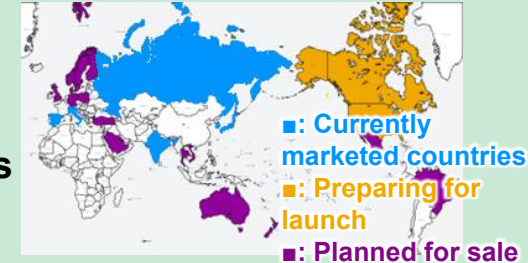 s
■: Currently
marketed countries
■: Preparing for
launch
■: Planned for sale